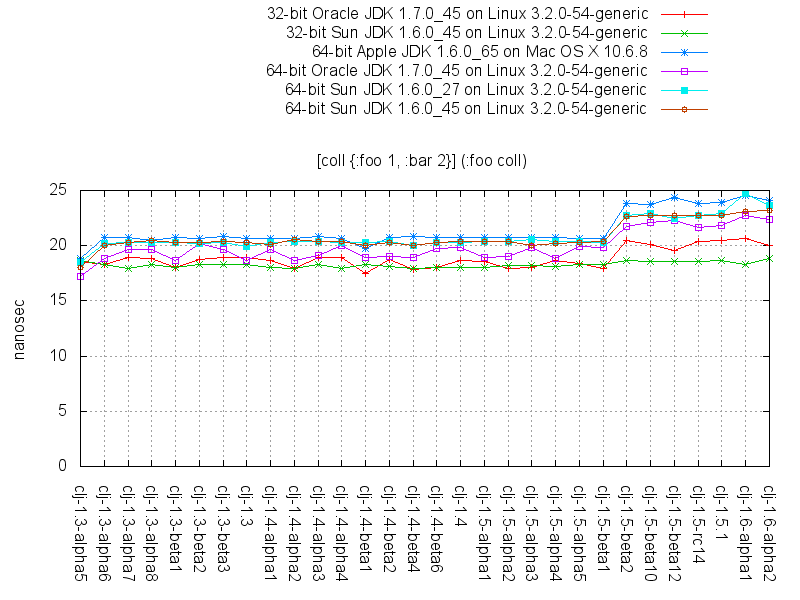 32-bit Oracle JDK 1.7.0_45 on Linux 3.2.0-54-generic
32-bit Sun JDK 1.6.0_45 on Linux 3.2.0-54-generic
64-bit Apple JDK 1.6.0_65 on Mac OS X 10.6.8
64-bit Oracle JDK 1.7.0_45 on Linux 3.2.0-54-generic
64-bit Sun JDK 1.6.0_27 on Linux 3.2.0-54-generic
64-bit Sun JDK 1.6.0_45 on Linux 3.2.0-54-generic
[coll {:foo 1, :bar 2}] (:foo coll)
25
20
15
10
5
0
nanosec
clj-1.3-alpha5
clj-1.3-alpha6
clj-1.3-alpha7
clj-1.3-alpha8
clj-1.3-beta1
clj-1.3-beta2
clj-1.3-beta3
clj-1.3
clj-1.4-alpha1
clj-1.4-alpha2
clj-1.4-alpha3
clj-1.4-alpha4
clj-1.4-beta1
clj-1.4-beta4
clj-1.4-beta6
clj-1.4
clj-1.5-alpha1
clj-1.5-alpha2
clj-1.5-alpha3
clj-1.5-alpha4
clj-1.5-alpha5
clj-1.5-beta1
clj-1.5-beta2
clj-1.5-beta10
clj-1.5-beta12
clj-1.5-rc14
clj-1.5.1
clj-1.6-alpha1
clj-1.6-alpha2